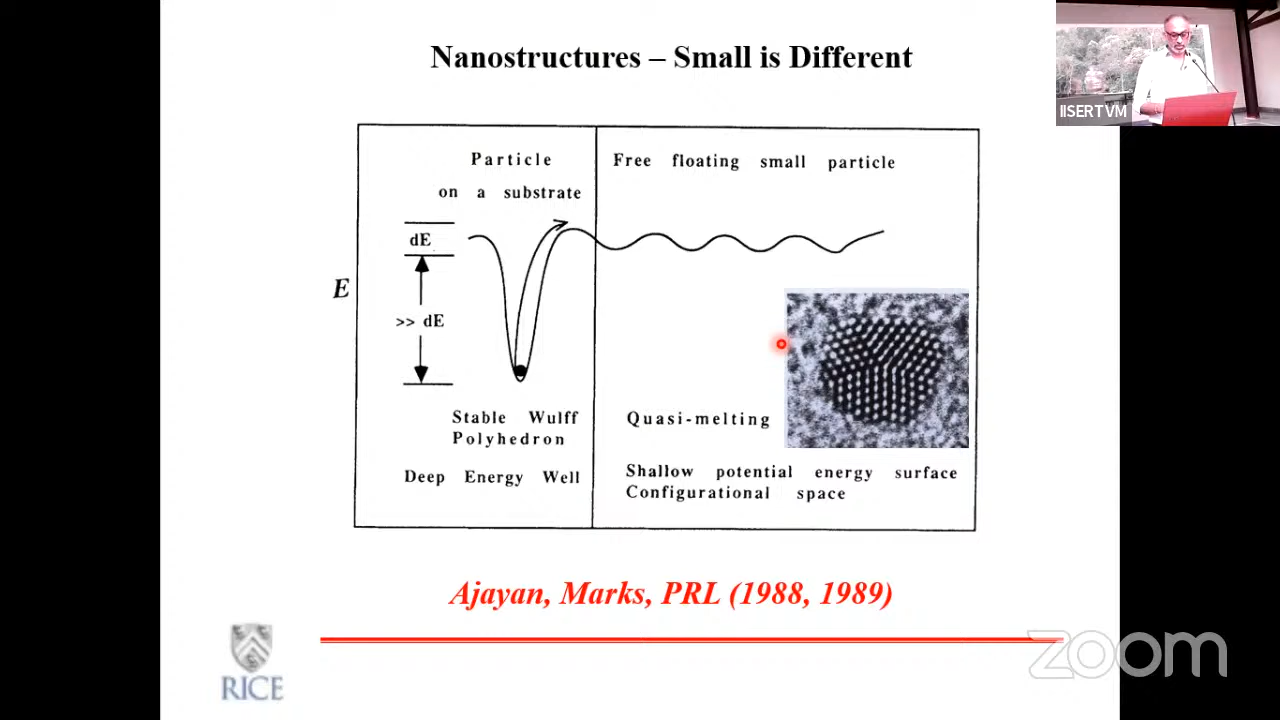 Nanostructures – Small is Different
IISERTVM
Particle
on a substrate
Free floating small particle
dE
E
>> dE
Stable Wulff
Polyhedron
Deep Energy Well
Quasi-melting
Shallow potential energy surface
Configurational space
Ajayan, Marks, PRL (1988, 1989)
RICE
zoom